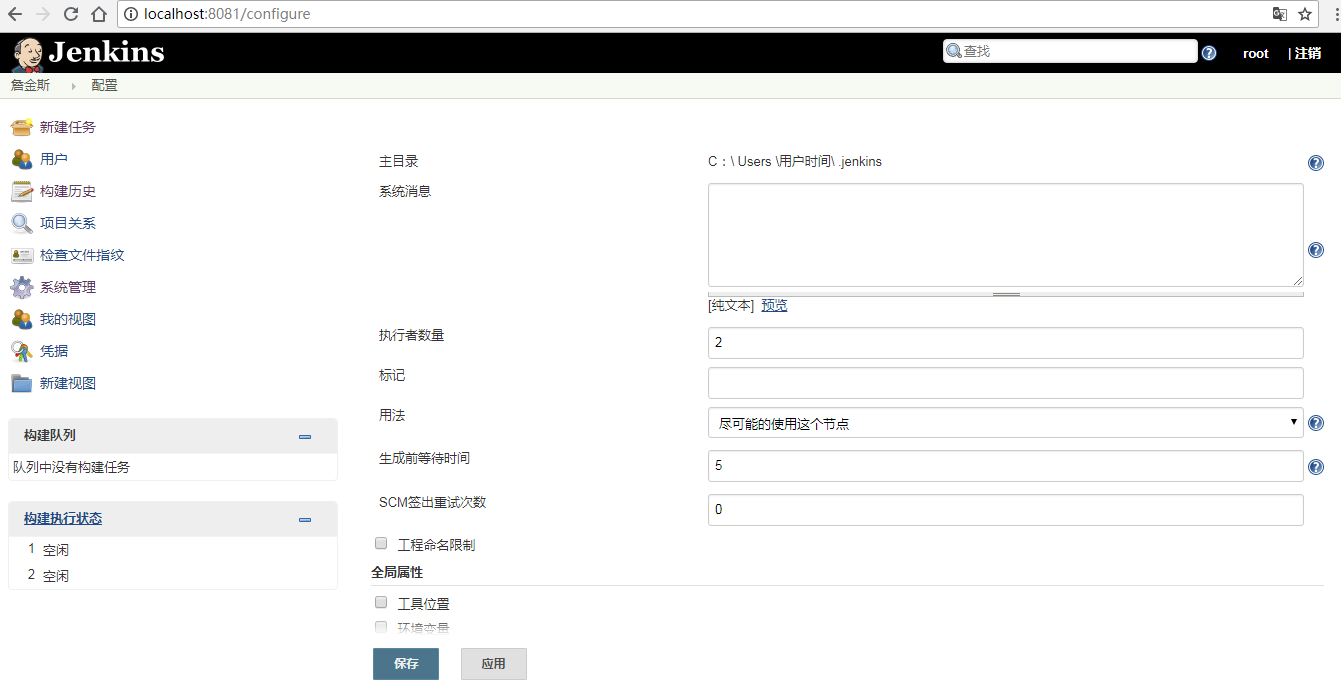 localhost:8081/configure
Jenkins
查找
root
| 注销
詹金斯
配置
新建任务
用户
构建历史
项目关系
检查文件指纹
系统管理
我的视图
凭据
新建视图
构建队列
队列中没有构建任务
构建执行状态
1 空闲
2 空闲
主目录
C：\ Users \用户时间\ .jenkins
系统消息
[纯文本] 预览
执行者数量
2
标记
用法
尽可能的使用这个节点
生成前等待时间
5
SCM签出重试次数
0
工程命名限制
全局属性
工具位置
环境变量
保存
应用